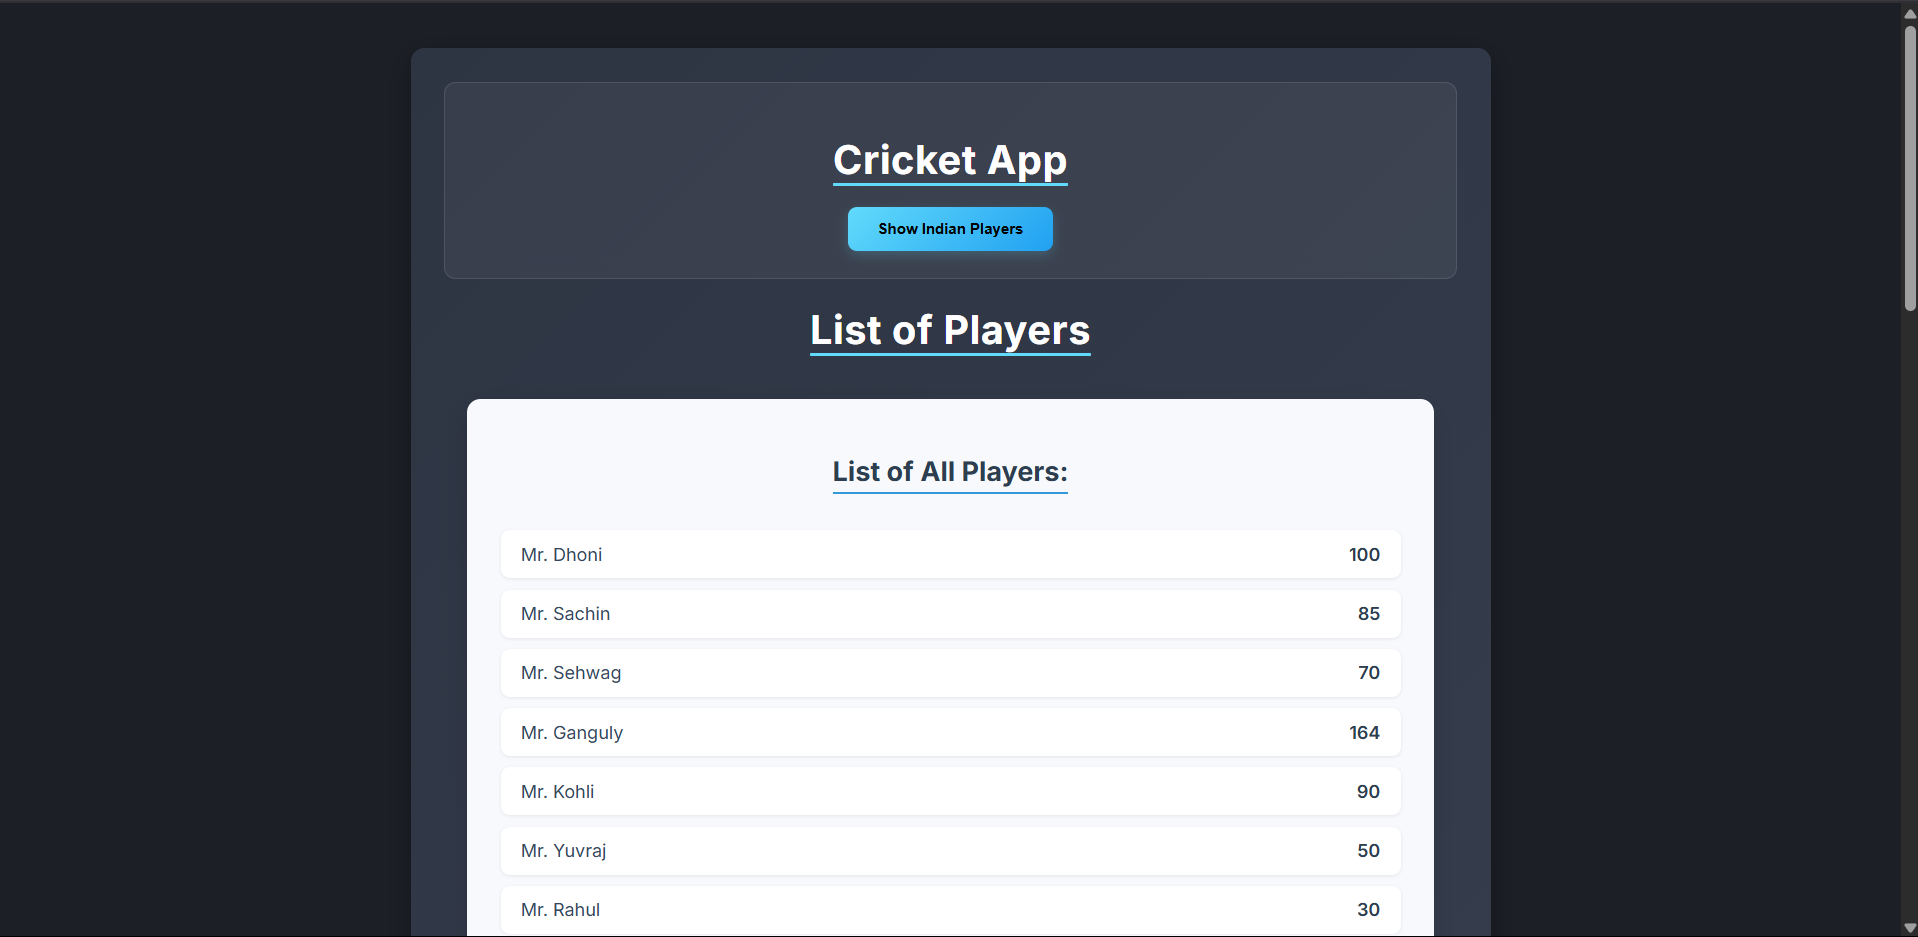 Cricket App
Show Indian Players
List of Players
List of All Players:
Mr. Dhoni 100
Mr. Sachin 85
Mr. Sehwag 70
Mr. Ganguly 164
Mr. Kohli 90
Mr. Yuvraj 50
Mr. Rahul 30